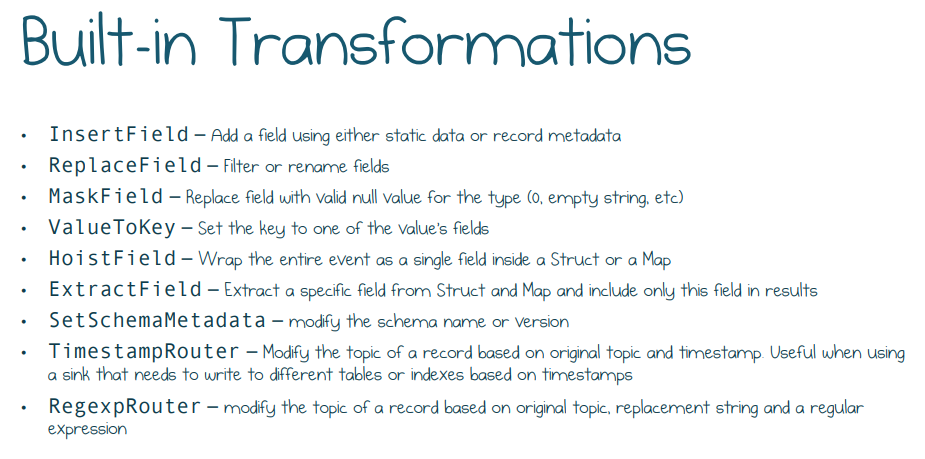 Built-in Transformations
• InsertField – Add a field using either static data or record metadata
• ReplaceField – Filter or rename fields
• MaskField – Replace field with valid null value for the type (0, empty string, etc)
• ValueToKey – Set the key to one of the value's fields
• HoistField – Wrap the entire event as a single field inside a Struct or a Map
• ExtractField – Extract a specific field from Struct and Map and include only this field in results
• SetSchemaMetadata – modify the schema name or version
• TimestampRouter – Modify the topic of a record based on original topic and timestamp. Useful when using
a sink that needs to write to different tables or indexes based on timestamps
• RegexpRouter – modify the topic of a record based on original topic, replacement string and a regular
expression